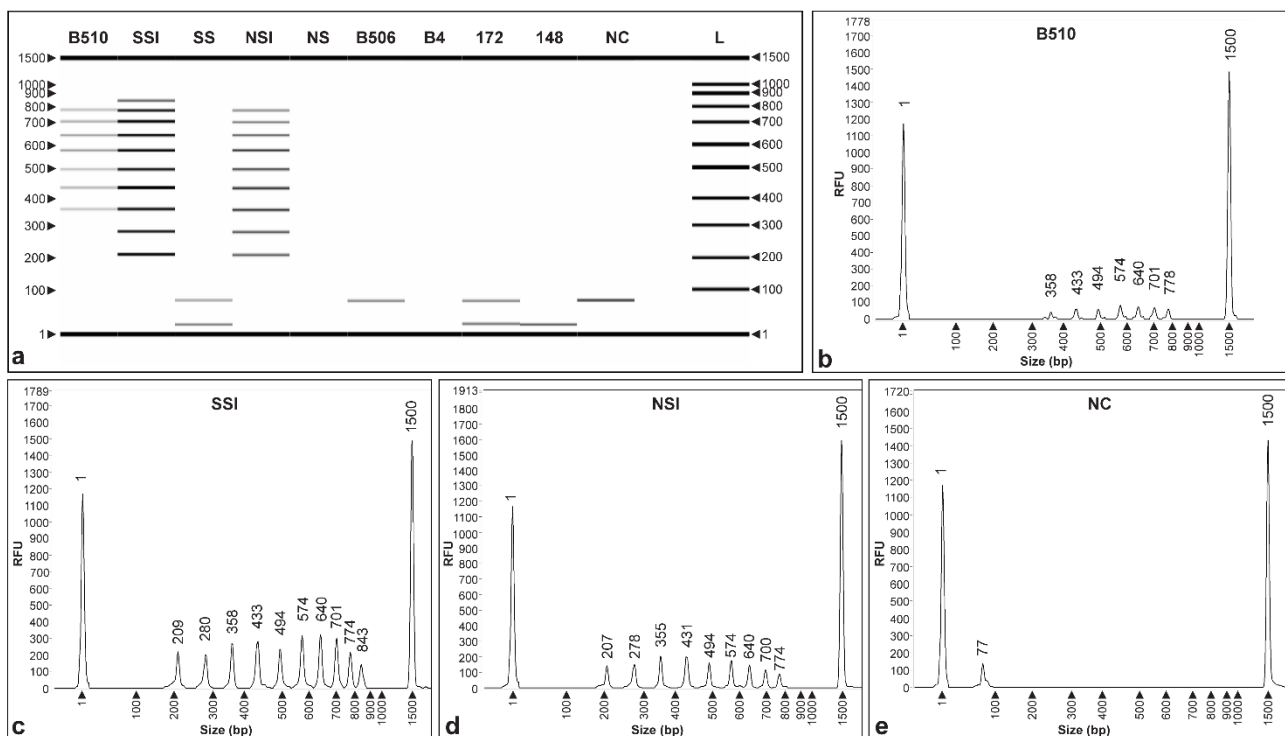 B510 SSI SS NSI NS B506 B4 172 148 NC L
1500 ► ◄ 1500
1000 ► ◄ 1000
900 ► ◄ 900
800 ► ◄ 800
700 ► ◄ 700
600 ► ◄ 600
500 ► ◄ 500
400 ► ◄ 400
300 ► ◄ 300
200 ► ◄ 200
100 ► ◄ 100
1 ► ◄ 1
a
B510
1778
1700
1600
1500
1400
1300
1200
1100
1000
900
800
700
600
500
400
300
200
100
0
RFU
1 358 433 494 574 640 701 778 1500
1 100 200 300 400 500 600 700 800 900 1000 1500
Size (bp)
b
SSI
1789
1700
1600
1500
1400
1300
1200
1100
1000
900
800
700
600
500
400
300
200
100
0
RFU
1 209 280 358 433 494 574 640 701 774 843 1500
1 100 200 300 400 500 600 700 800 900 1000 1500
Size (bp)
c
NSI
1913
1800
1700
1600
1500
1400
1300
1200
1100
1000
900
800
700
600
500
400
300
200
100
0
RFU
1 207 278 355 431 494 574 640 700 774 1500
1 100 200 300 400 500 600 700 800 900 1000 1500
Size (bp)
d
NC
1720
1600
1500
1400
1300
1200
1100
1000
900
800
700
600
500
400
300
200
100
0
RFU
1 77 1500
1 100 200 300 400 500 600 700 800 900 1000 1500
Size (bp)
e